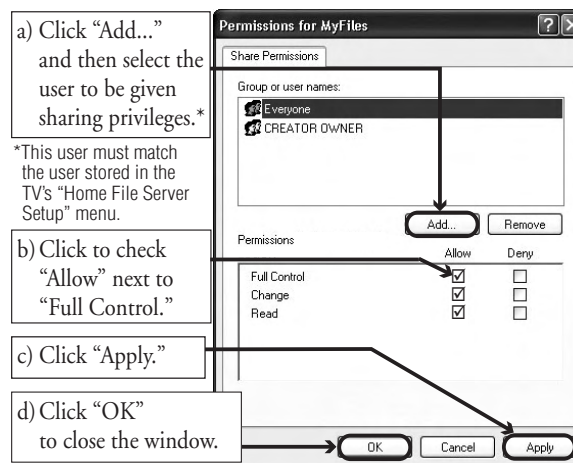 a) Click “Add...”
and then select the
user to be given
sharing privileges.*
*This user must match
the user stored in the
TV’s “Home File Server
Setup” menu.
b) Click to check
“Allow” next to
“Full Control.”
c) Click “Apply.”
d) Click “OK”
to close the window.
Permissions for MyFiles
Share Permissions
Group or user names:
Everyone
CREATOR OWNER
Add... Remove
Permissions Allow Deny
Full Control
Change
Read
OK Cancel Apply